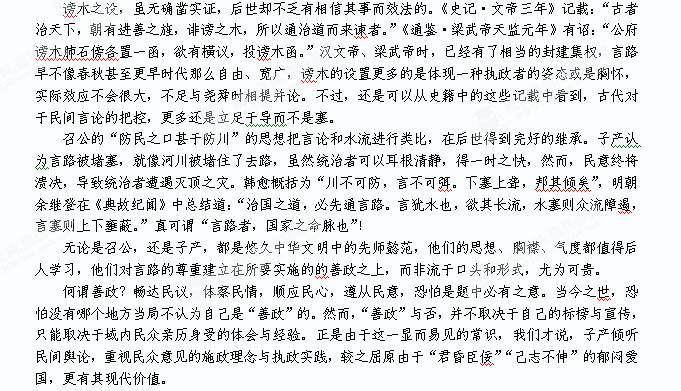 谤木之设，虽无确凿实证，后世却不乏有相信其事而效法的。《史记·文帝三年》记载：“古者
治天下，朝有进善之旌，诽谤之木，所以通治道而来谏者。”《通鉴·梁武帝天监元年》有诏：“公府
谤木肺石傍各置一函，欲有横议，投谤木函。”汉文帝、梁武帝时，已经有了相当的封建集权，言路
早不像春秋甚至更早时代那么自由、宽广，谤木的设置更多的是体现一种执政者的姿态或是胸怀，
实际效应不会很大，不足与尧舜时相提并论。不过，还是可以从史籍中的这些记载中看到，古代对
于民间言论的把控，更多还是立足于导而不是塞。
召公的“防民之口甚于防川”的思想把言论和水流进行类比，在后世得到完好的继承。子产认
为言路被堵塞，就像河川被堵住了去路，虽然统治者可以耳根清静，得一时之快，然而，民意终将
溃决，导致统治者遭遇灭顶之灾。韩愈概括为“川不可防，言不可弭。下塞上聋，邦其倾矣”，明朝
余继登在《典故纪闻》中总结道：“治国之道，必先通言路。言犹水也，欲其长流，水塞则众流障遏，
言塞则上下壅蔽。”真可谓“言路者，国家之命脉也”！
无论是召公，还是子产，都是悠久中华文明中的先师懿范，他们的思想、胸襟、气度都值得后
人学习，他们对言路的尊重建立在所要实施的的善政之上，而非流于口头和形式，尤为可贵。
何谓善政？畅达民议，体察民情，顺应民心，遵从民意，恐怕是题中必有之意。当今之世，恐
怕没有哪个地方当局不认为自己是“善政”的。然而，“善政”与否，并不取决于自己的标榜与宣传，
只能取决于域内民众亲历身受的体会与经验。正是由于这一显而易见的常识，我们才说，子产倾听
民间舆论，重视民众意见的施政理念与执政实践，较之屈原由于“君昏臣佞”“己志不伸”的郁闷爱
国，更有其现代价值。